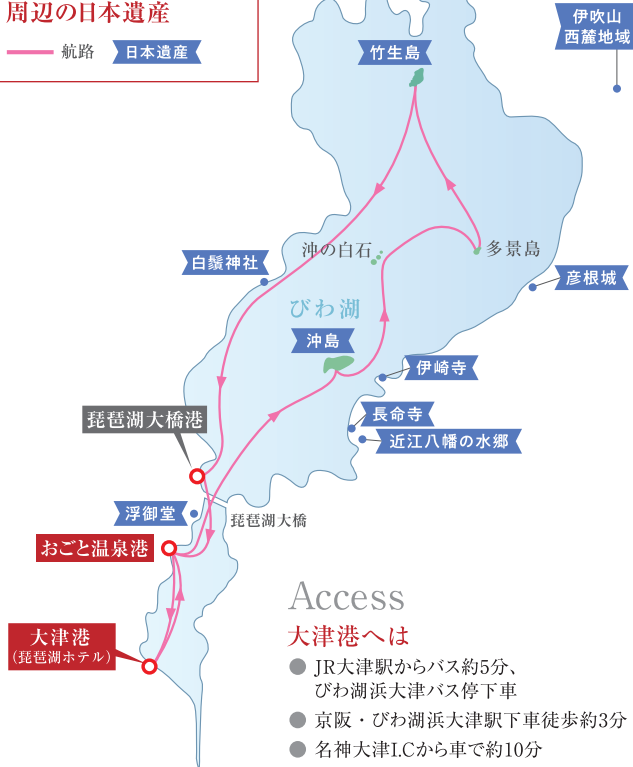 周辺の日本遺産
航路
日本遺産
伊吹山
西麓地域
竹生島
沖の白石
多景島
白鬚神社
彦根城
びわ湖
沖島
伊崎寺
琵琶湖大橋港
長命寺
近江八幡の水郷
浮御堂
琵琶湖大橋
おごと温泉港
大津港
（琵琶湖ホテル）
Access
大津港へは
● JR大津駅からバス約5分、
びわ湖浜大津バス停下車
● 京阪・びわ湖浜大津駅下車徒歩約3分
● 名神大津I.Cから車で約10分